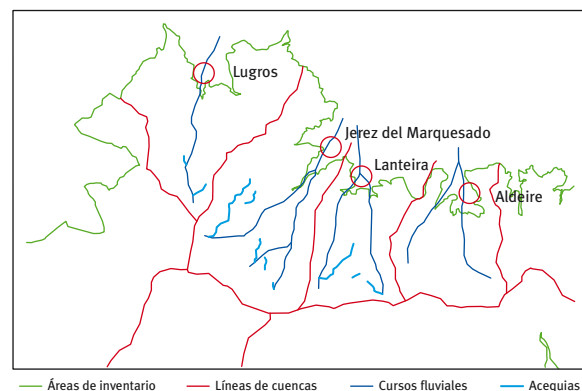 Lugros
Jerez del Marquesado
Lanteira
Aldeire
Áreas de inventario
Líneas de cuencas
Cursos fluviales
Acequias